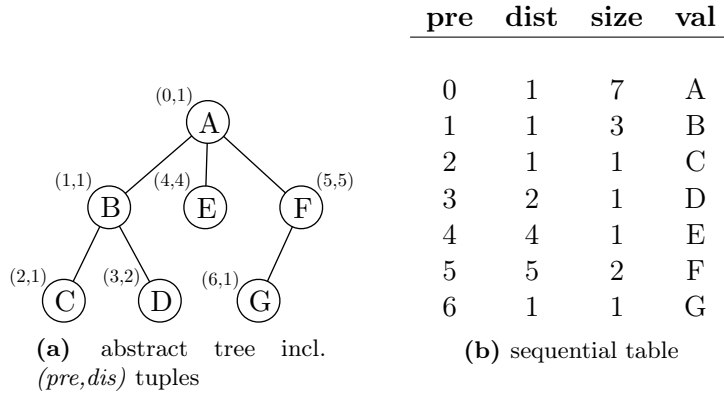 (0,1)
A
(1,1)
B
(4,4)
E
(5,5)
F
(2,1)
C
(3,2)
D
(6,1)
G
(a) abstract tree incl.
(pre,dis) tuples
pre dist size val
0 1 7 A
1 1 3 B
2 1 1 C
3 2 1 D
4 4 1 E
5 5 2 F
6 1 1 G
(b) sequential table